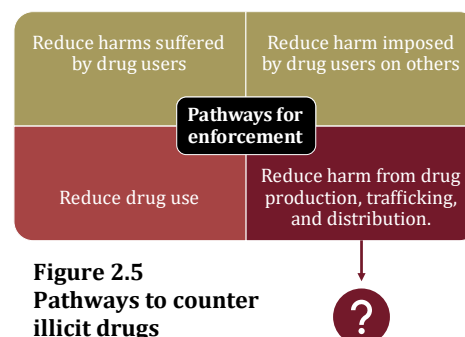 Reduce harms suffered
by drug users
Reduce harm imposed
by drug users on others
Pathways for
enforcement
Reduce drug use
Reduce harm from drug
production, trafficking,
and distribution.
Figure 2.5
Pathways to counter
illicit drugs
?